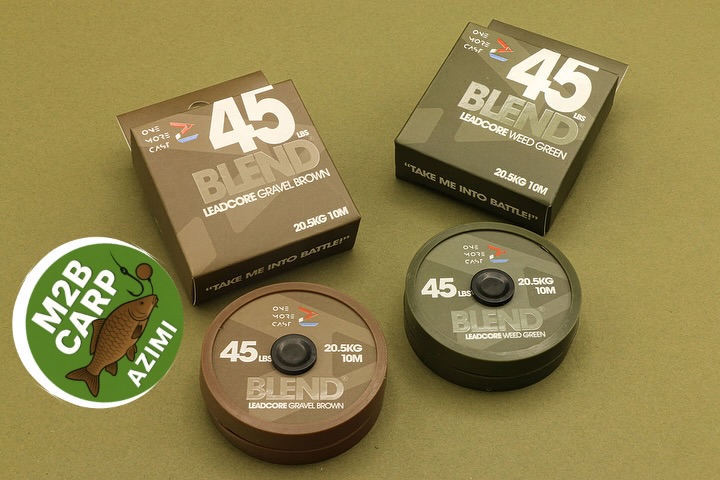 ONE
MORE
CAST
45 LBS
BLEND
LEADCORE GRAVEL BROWN
20.5KG 10M
"TAKE ME INTO BATTLE!"
ONE
MORE
CAST
45 LBS
BLEND
LEADCORE WEED GREEN
20.5KG 10M
"TAKE ME INTO BATTLE!"
M2B
CARP
AZIMI
ONE
MORE
CAST
45 LBS
20.5KG
10M
BLEND
LEADCORE GRAVEL BROWN
ONE
MORE
CAST
45 LBS
20.5KG
10M
BLEND
LEADCORE WEED GREEN